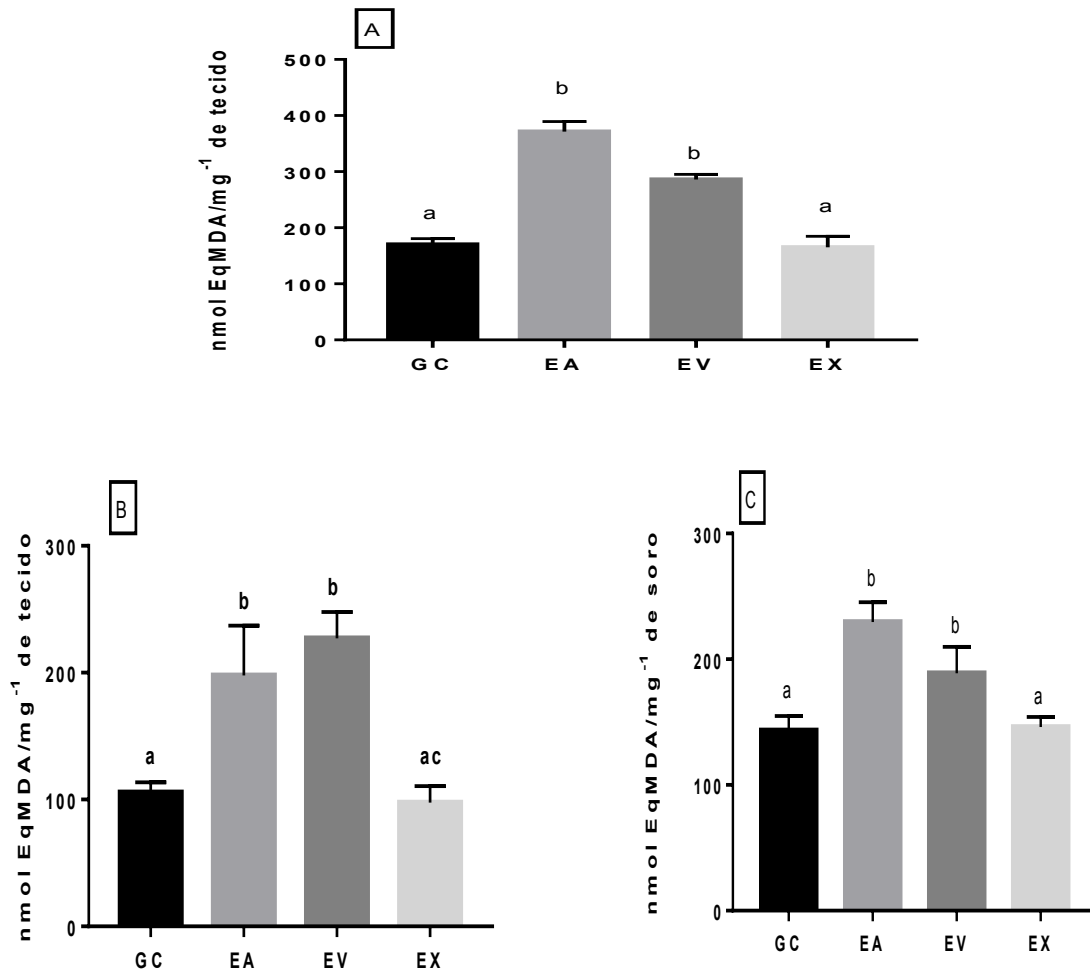 A
nmol EqMDA/mg⁻¹ de tecido
500
400
300
200
100
0
b
b
a
a
GC EA EV EX
B
nmol EqMDA/mg⁻¹ de tecido
300
200
100
0
b
b
a
ac
GC EA EV EX
C
nmol EqMDA/mg⁻¹ de soro
300
200
100
0
b
b
a
a
GC EA EV EX